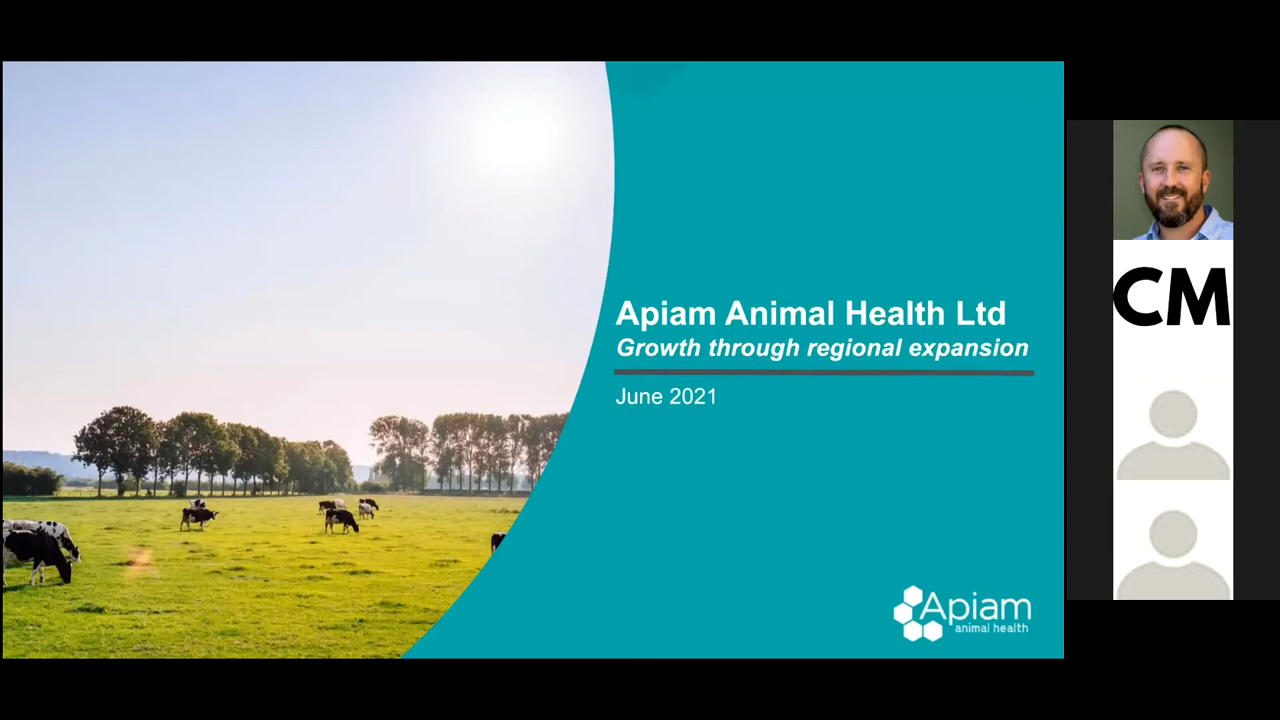 Apiam Animal Health Ltd
Growth through regional expansion
June 2021
Apiam
animal health
CM